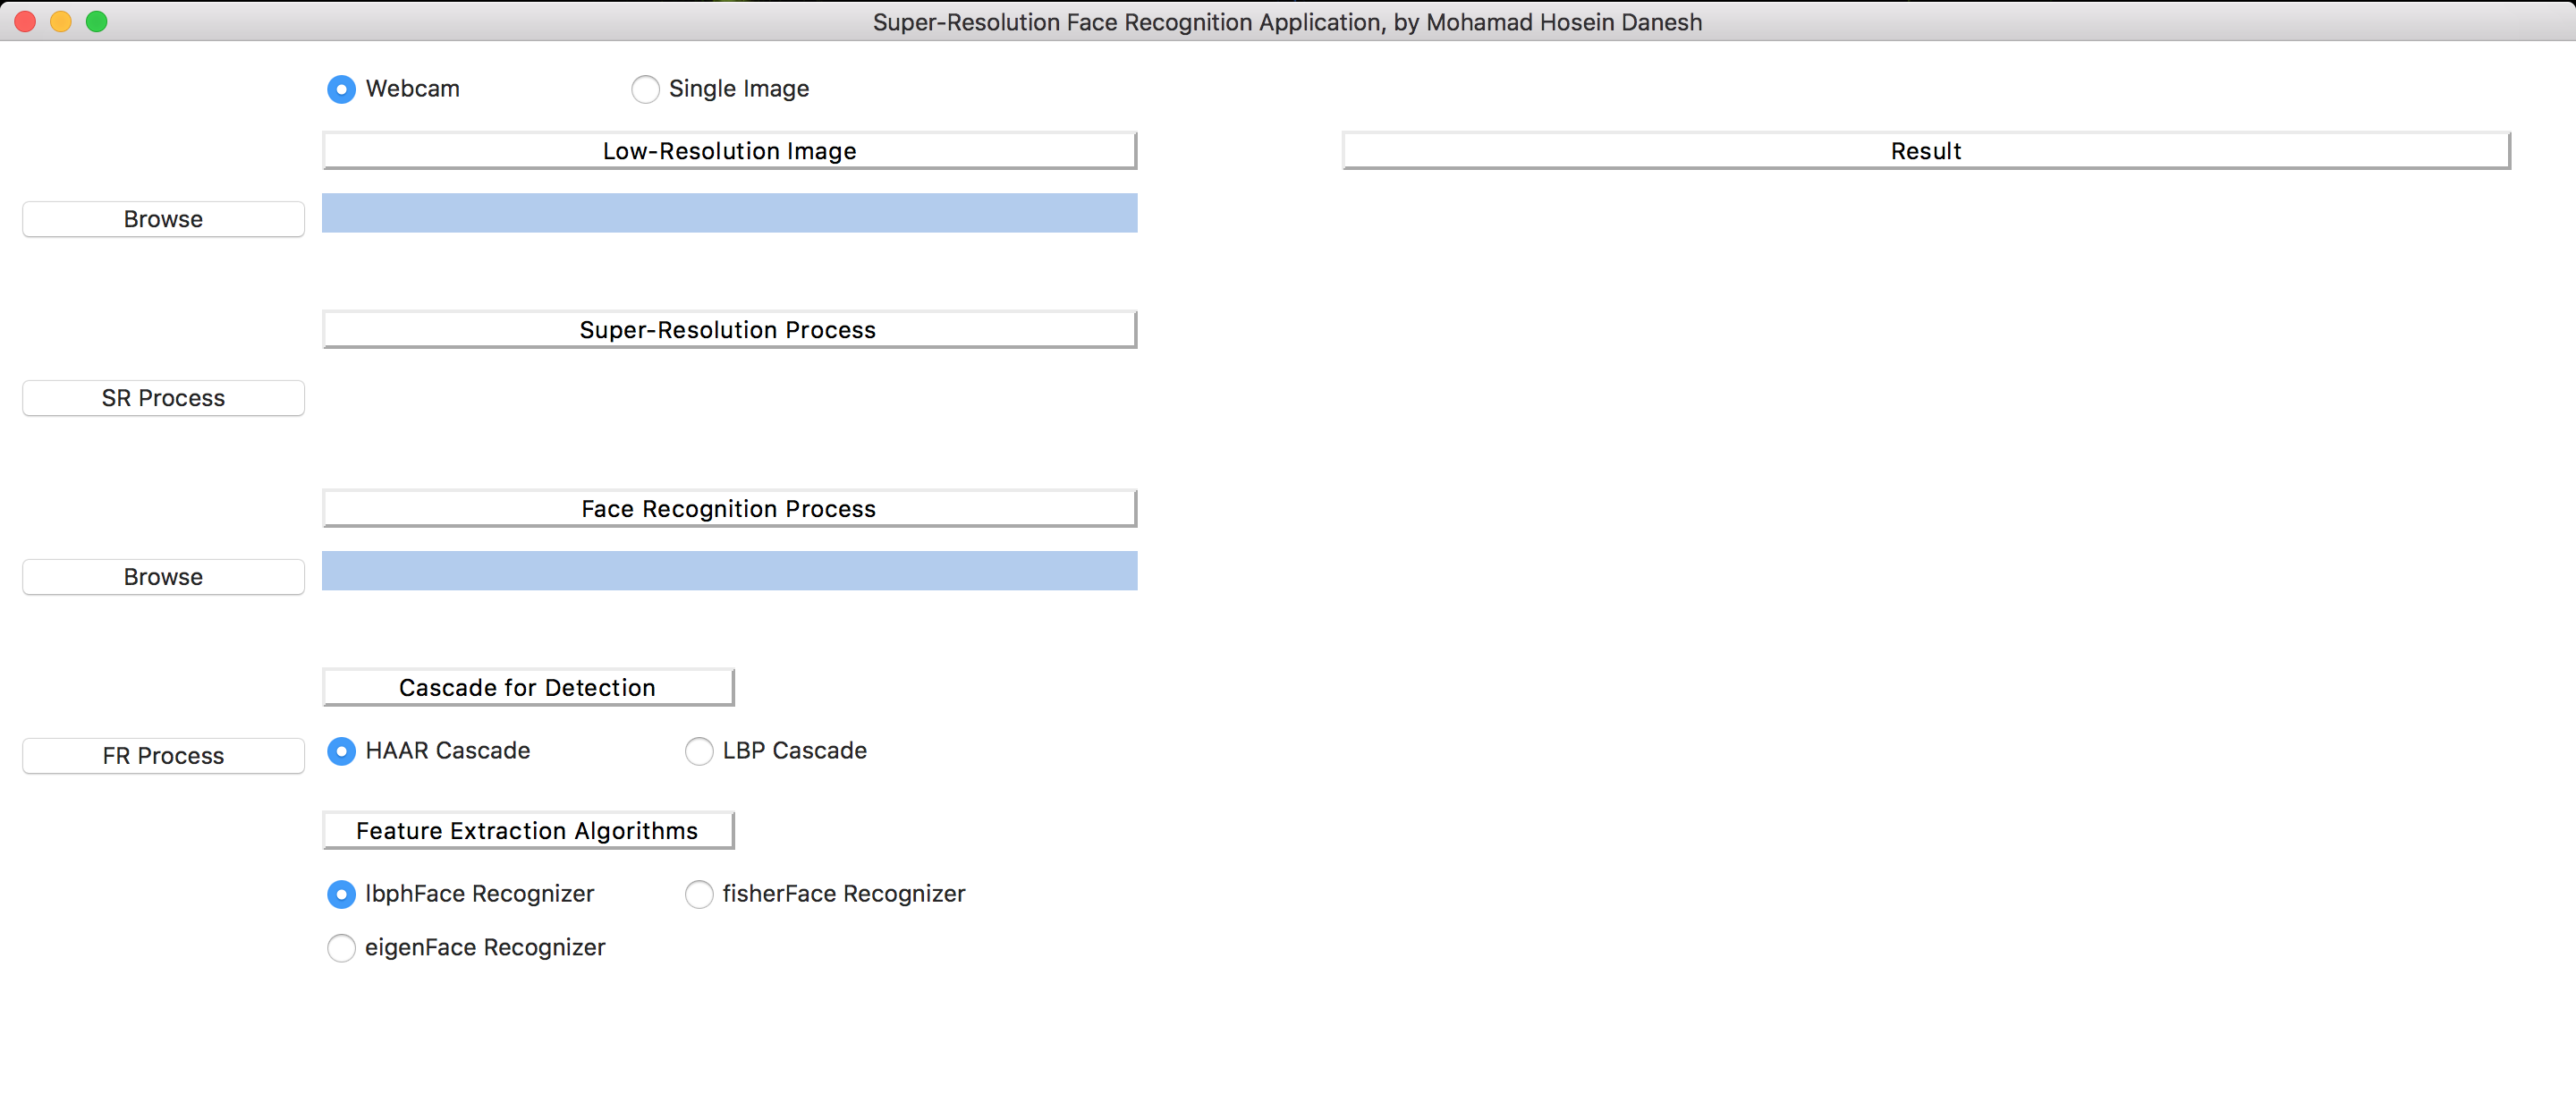 Super-Resolution Face Recognition Application, by Mohamad Hosein Danesh
Webcam Single Image
Low-Resolution Image Result
Browse
Super-Resolution Process
SR Process
Face Recognition Process
Browse
Cascade for Detection
FR Process HAAR Cascade LBP Cascade
Feature Extraction Algorithms
lbphFace Recognizer fisherFace Recognizer
eigenFace Recognizer